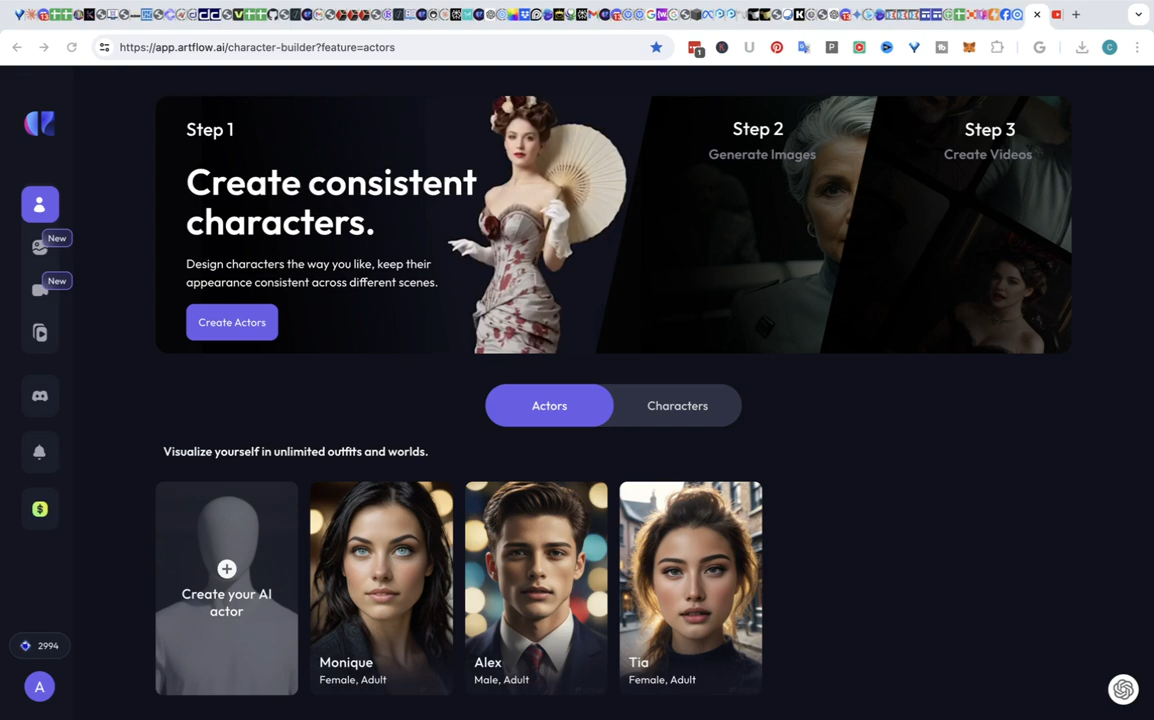 https://app.artflow.ai/character-builder?feature=actors
1
C
Step 1
Step 2
Step 3
Generate Images
Create Videos
Create consistent
characters.
Design characters the way you like, keep their
appearance consistent across different scenes.
Create Actors
New
New
Actors
Characters
Visualize yourself in unlimited outfits and worlds.
Create your AI
actor
Monique
Female, Adult
Alex
Male, Adult
Tia
Female, Adult
2994
A